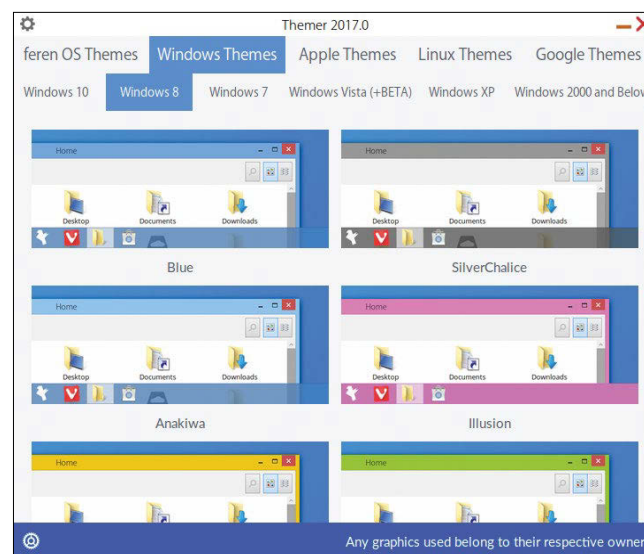 Themer 2017.0
feren OS Themes Windows Themes Apple Themes Linux Themes Google Themes
Windows 10 Windows 8 Windows 7 Windows Vista (+BETA) Windows XP Windows 2000 and Below
Home Home
Desktop Documents Downloads Desktop Documents Downloads
Blue SilverChalice
Home Home
Desktop Documents Downloads Desktop Documents Downloads
Anakiwa Illusion
Home Home
Any graphics used belong to their respective owner